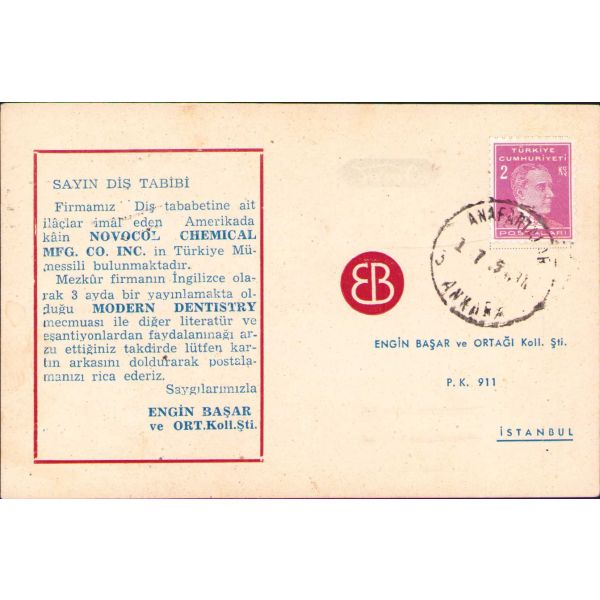 SAYIN DİŞ TABİBİ
Firmamız Diş tababetine ait
ilâçlar imâl eden Amerikada
kâin NOVOCOL CHEMICAL
MFG. CO. INC. in Türkiye Mü-
messili bulunmaktadır.
Mezkûr firmanın İngilizce ola-
rak 3 ayda bir yayınlamakta ol-
duğu MODERN DENTISTRY
mecmuası ile diğer literatür ve
eşantiyonlardan faydalanmağı ar-
zu ettiğiniz takdirde lütfen kar-
tın arkasını doldurarak postala-
manızı rica ederiz.
Saygılarımızla
ENGİN BAŞAR
ve ORT.Koll.Şti.
TÜRKİYE
CUMHURİYETİ
2
POSTALARI
ANKARA
EB
ENGİN BAŞAR ve ORTAĞI Koll. Şti.
P. K. 911
İSTANBUL